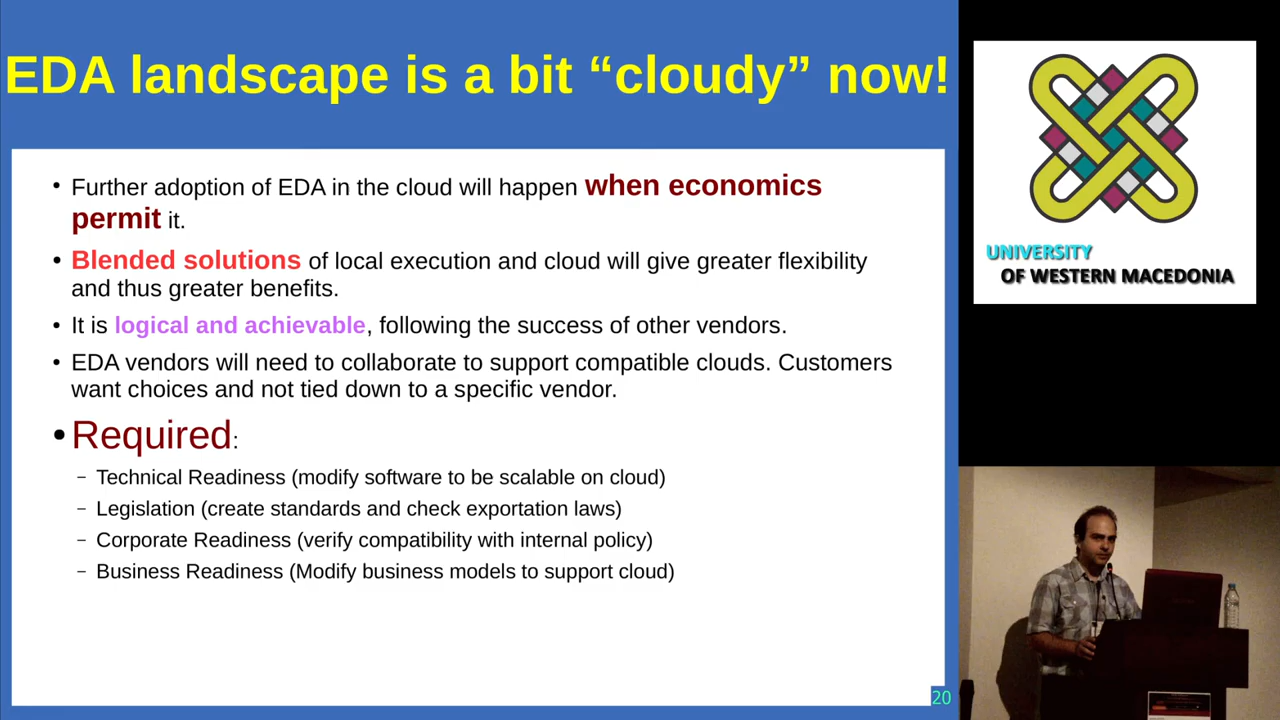 EDA landscape is a bit “cloudy” now!
• Further adoption of EDA in the cloud will happen when economics
permit it.
• Blended solutions of local execution and cloud will give greater flexibility
and thus greater benefits.
• It is logical and achievable, following the success of other vendors.
• EDA vendors will need to collaborate to support compatible clouds. Customers
want choices and not tied down to a specific vendor.
• Required:
– Technical Readiness (modify software to be scalable on cloud)
– Legislation (create standards and check exportation laws)
– Corporate Readiness (verify compatibility with internal policy)
– Business Readiness (Modify business models to support cloud)
20
UNIVERSITY
OF WESTERN MACEDONIA